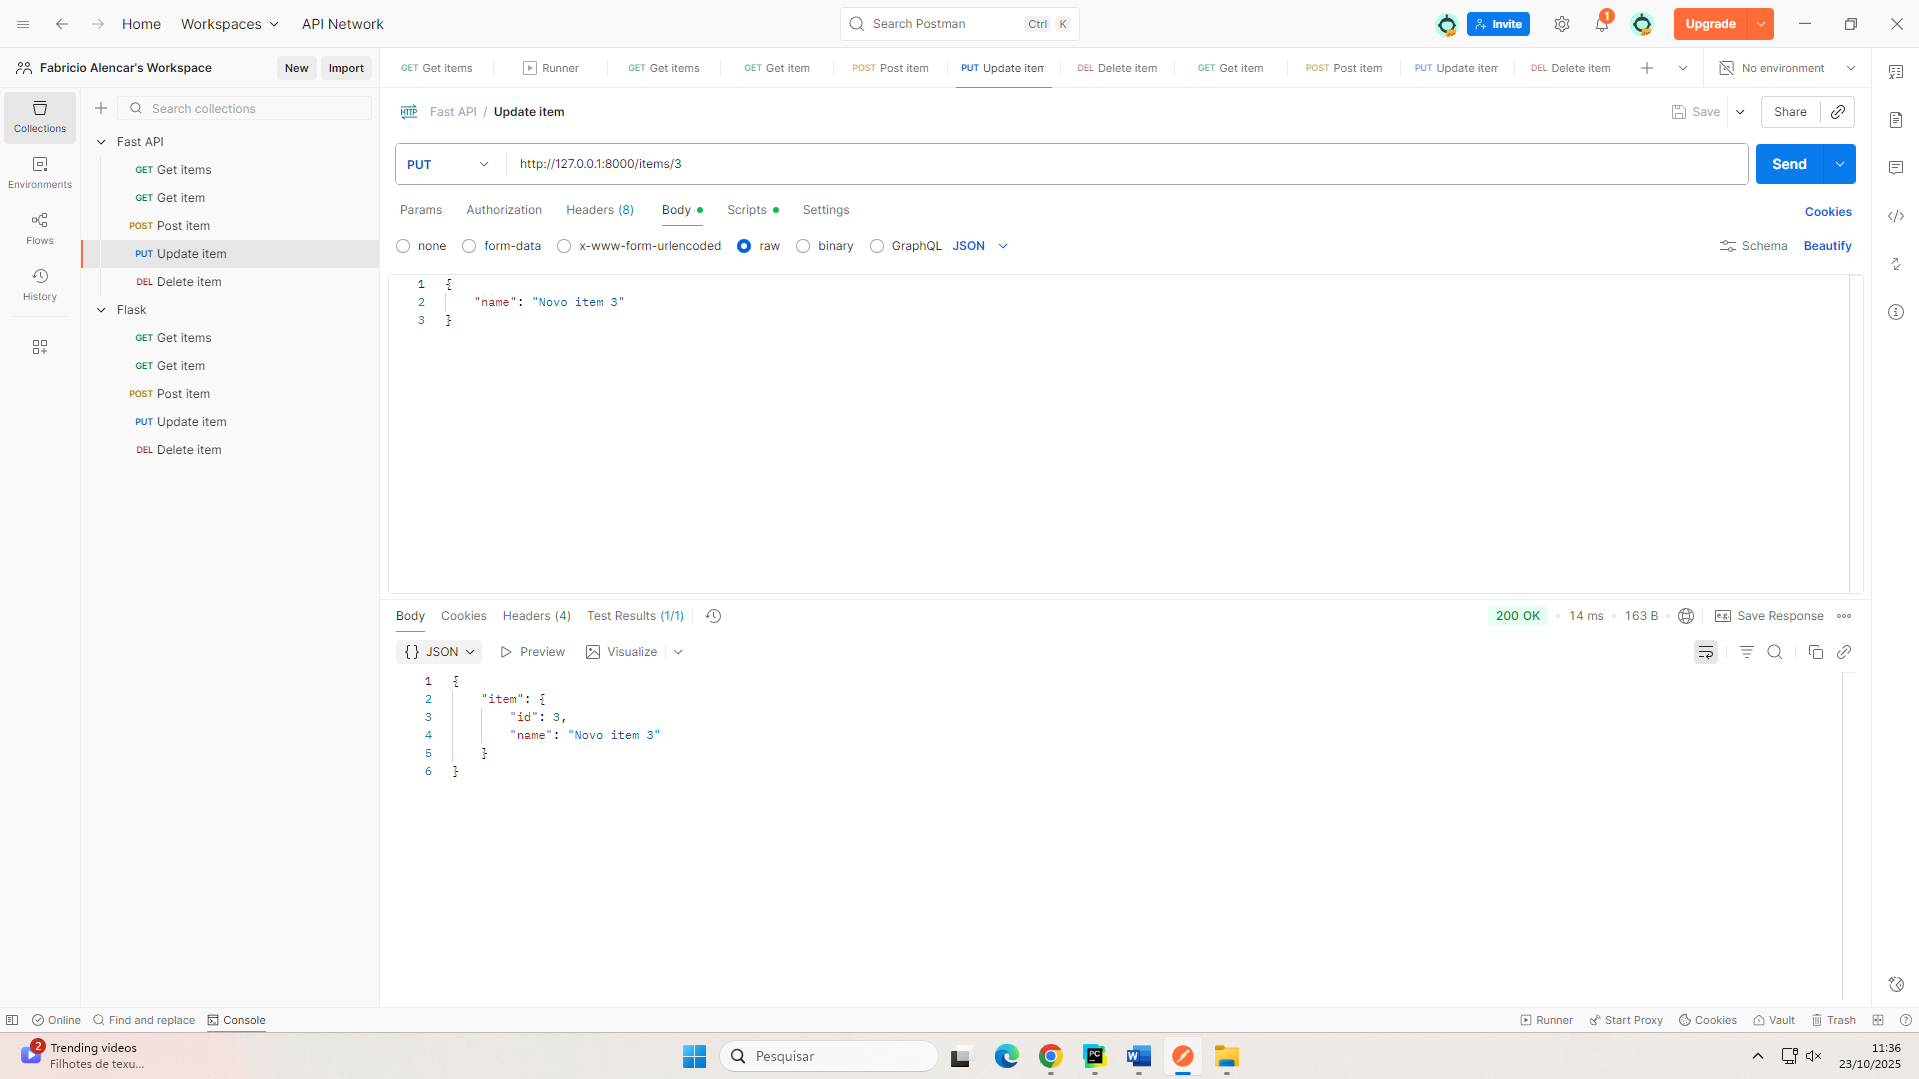 Home
Workspaces
API Network
Search Postman
Ctrl
K
Invite
1
Upgrade
Fabricio Alencar's Workspace
New
Import
GET Get items
Runner
GET Get items
GET Get item
POST Post item
PUT Update item
DEL Delete item
GET Get item
POST Post item
PUT Update item
DEL Delete item
No environment
Collections
Environments
Flows
History
Search collections
Fast API
GET Get items
GET Get item
POST Post item
PUT Update item
DEL Delete item
Flask
GET Get items
GET Get item
POST Post item
PUT Update item
DEL Delete item
HTTP
Fast API / Update item
Save
Share
PUT
http://127.0.0.1:8000/items/3
Send
Params
Authorization
Headers (8)
Body
Scripts
Settings
Cookies
none
form-data
x-www-form-urlencoded
raw
binary
GraphQL
JSON
Schema
Beautify
1 {
2 "name": "Novo item 3"
3 }
Body
Cookies
Headers (4)
Test Results (1/1)
200 OK
14 ms
163 B
e.g.
Save Response
{} JSON
Preview
Visualize
1 {
2 "item": {
3 "id": 3,
4 "name": "Novo item 3"
5 }
6 }
Online
Find and replace
Console
Runner
Start Proxy
Cookies
Vault
Trash
2
Trending videos
Filhotes de texu...
Pesquisar
PC
W
11:36
23/10/2025